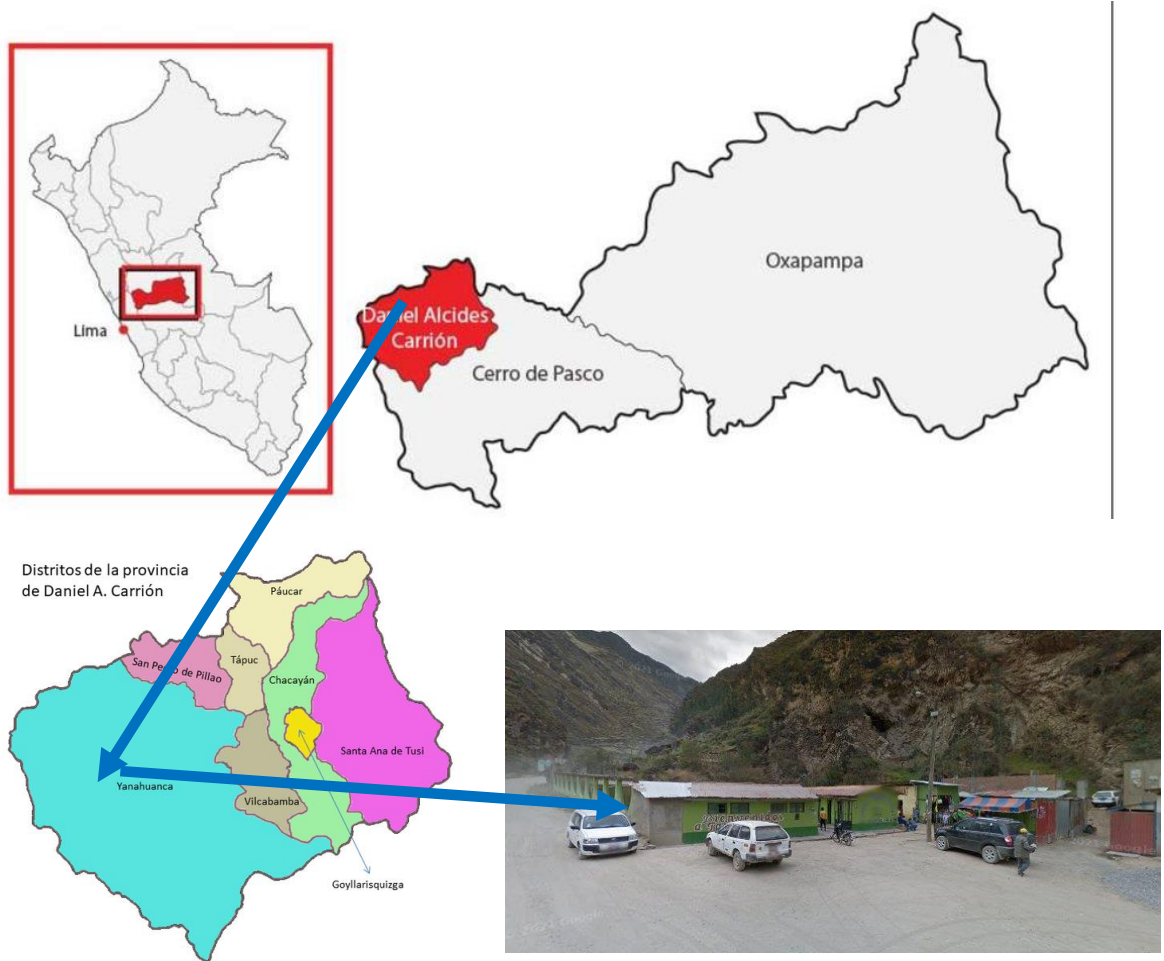 Lima
Daniel Alcides
Carrión
Cerro de Pasco
Oxapampa
Distritos de la provincia
de Daniel A. Carrión
Páucar
San Pedro de Pillao
Tápuc
Chacayán
Santa Ana de Tusi
Yanahuanca
Vilcabamba
Goyllarisquizga
Bienvenidos
a